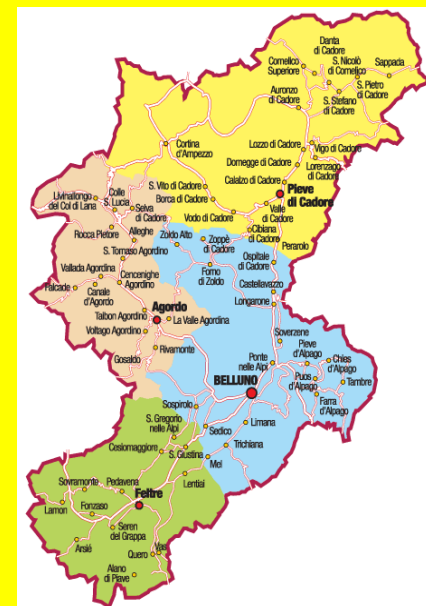 Danta
di Cadore
Comelico
Superiore
S. Nicolò
di Comelico
Sappada
S. Pietro
di Cadore
S. Stefano
di Cadore
Auronzo
di Cadore
Cortina
d'Ampezzo
Lozzo di Cadore
Vigo di Cadore
Domegge di Cadore
Lorenzago
di Cadore
Calalzo di Cadore
Pieve
di Cadore
S. Vito di Cadore
Borca di Cadore
Valle
di Cadore
Vodo di Cadore
Cibiana
di Cadore
Perarolo
Livinallongo
del Col di Lana
Colle
S. Lucia
Selva
di Cadore
Rocca Pietore
Alleghe
Zoldo Alto
Zoppè
di Cadore
S. Tomaso Agordino
Ospitale
di Cadore
Vallada Agordina
Cencenighe
Agordino
Forno
di Zoldo
Falcade
Canale
d'Agordo
Castellavazzo
Longarone
Taibon Agordino
Agordo
La Valle Agordina
Voltago Agordino
Soverzene
Rivamonte
Gosaldo
Ponte
nelle Alpi
Pieve
d'Alpago
Chies
d'Alpago
Puos
d'Alpago
Tambre
BELLUNO
Farra
d'Alpago
Sospirolo
S. Gregorio
nelle Alpi
Sedico
Limana
Cesiomaggiore
S. Giustina
Trichiana
Mel
Lentiai
Sovramonte
Pedavena
Feltre
Lamon
Fonzaso
Seren
del Grappa
Arsié
Quero
Vas
Alano
di Piave